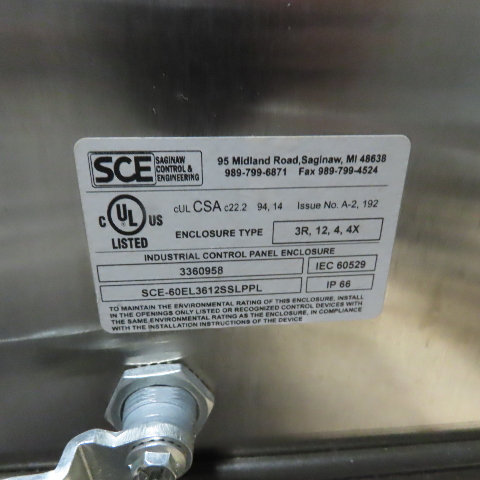 SCE SAGINAW CONTROL & ENGINEERING
95 Midland Road,Saginaw, MI 48638
989-799-6871 Fax 989-799-4524
C UL US
LISTED
cUL CSA c22.2 94, 14 Issue No. A-2, 192
ENCLOSURE TYPE 3R, 12, 4, 4X
INDUSTRIAL CONTROL PANEL ENCLOSURE
3360958 IEC 60529
SCE-60EL3612SSLPPL IP 66
TO MAINTAIN THE ENVIRONMENTAL RATING OF THIS ENCLOSURE, INSTALL
IN THE OPENINGS ONLY LISTED OR RECOGNIZED CONTROL DEVICES WITH
THE SAME ENVIRONMENTAL RATING AS THE ENCLOSURE, IN COMPLIANCE
WITH THE INSTALLATION INSTRUCTIONS OF THE DEVICE